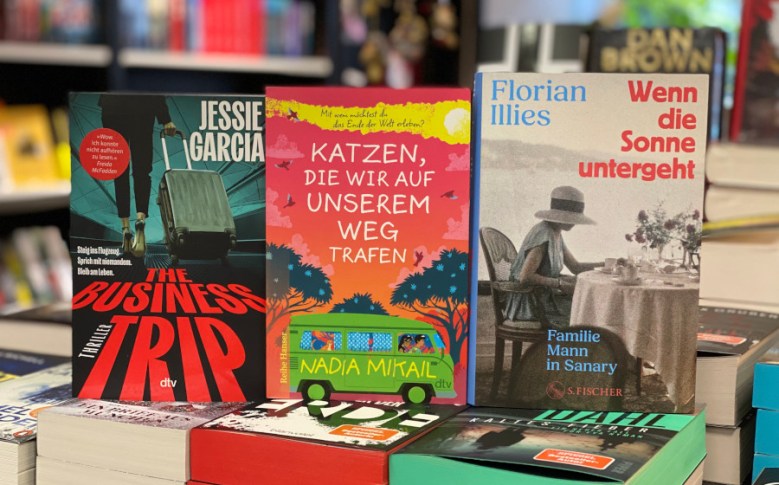 JESSIE
GARCIA
»Wow.
Ich konnte
nicht aufhören
zu lesen.«
Freida
McFadden
Steig ins Flugzeug.
Sprich mit niemandem.
Bleib am Leben.
THE
BUSINESS
TRIP
THRILLER
dtv
Mit wem möchtest du
das Ende der Welt erleben?
KATZEN,
DIE WIR AUF
UNSEREM
WEG
TRAFEN
Reihe Hanser
NADIA MIKAIL
dtv
Florian
Illies
Wenn
die
Sonne
untergeht
Familie
Mann
in Sanary
S. FISCHER
DAN
BROWN
SPIEGEL